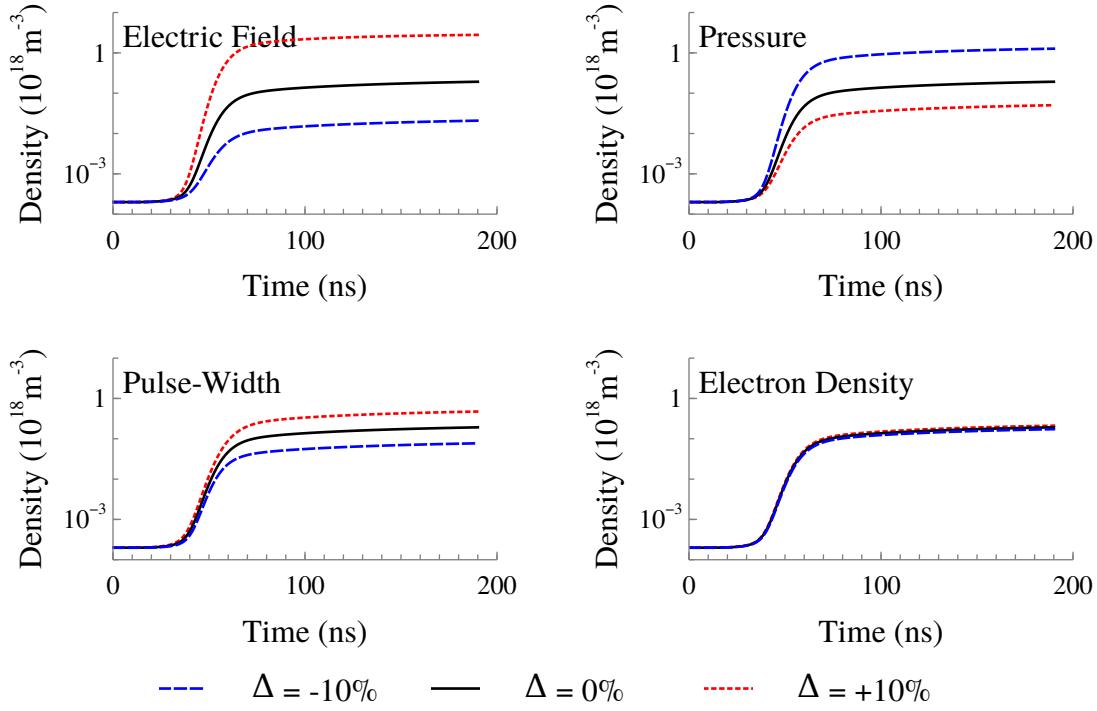 Electric Field
Density (10^18 m^-3)
1
10^-3
0
100
200
Time (ns)
Pressure
Density (10^18 m^-3)
1
10^-3
0
100
200
Time (ns)
Pulse-Width
Density (10^18 m^-3)
1
10^-3
0
100
200
Time (ns)
Electron Density
Density (10^18 m^-3)
1
10^-3
0
100
200
Time (ns)
Δ = -10%
Δ = 0%
Δ = +10%